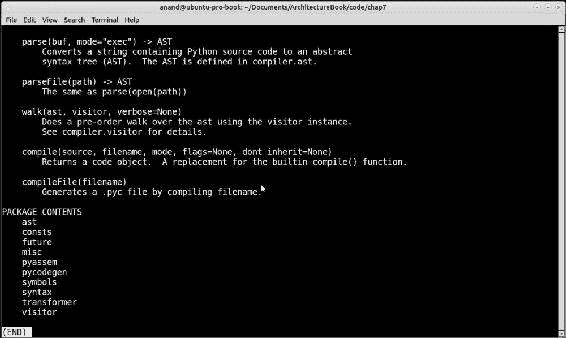 anand@ubuntu-pro-book: ~/Documents/ArchitectureBook/code/chap7
File Edit View Search Terminal Help
parse(buf, mode="exec") -> AST
Converts a string containing Python source code to an abstract
syntax tree (AST).  The AST is defined in compiler.ast.
parseFile(path) -> AST
The same as parse(open(path))
walk(ast, visitor, verbose=None)
Does a pre-order walk over the ast using the visitor instance.
See compiler.visitor for details.
compile(source, filename, mode, flags=None, dont_inherit=None)
Returns a code object.  A replacement for the builtin compile() function.
compileFile(filename)
Generates a .pyc file by compiling filename.
PACKAGE CONTENTS
ast
consts
future
misc
pyassem
pycodegen
symbols
syntax
transformer
visitor
(END)